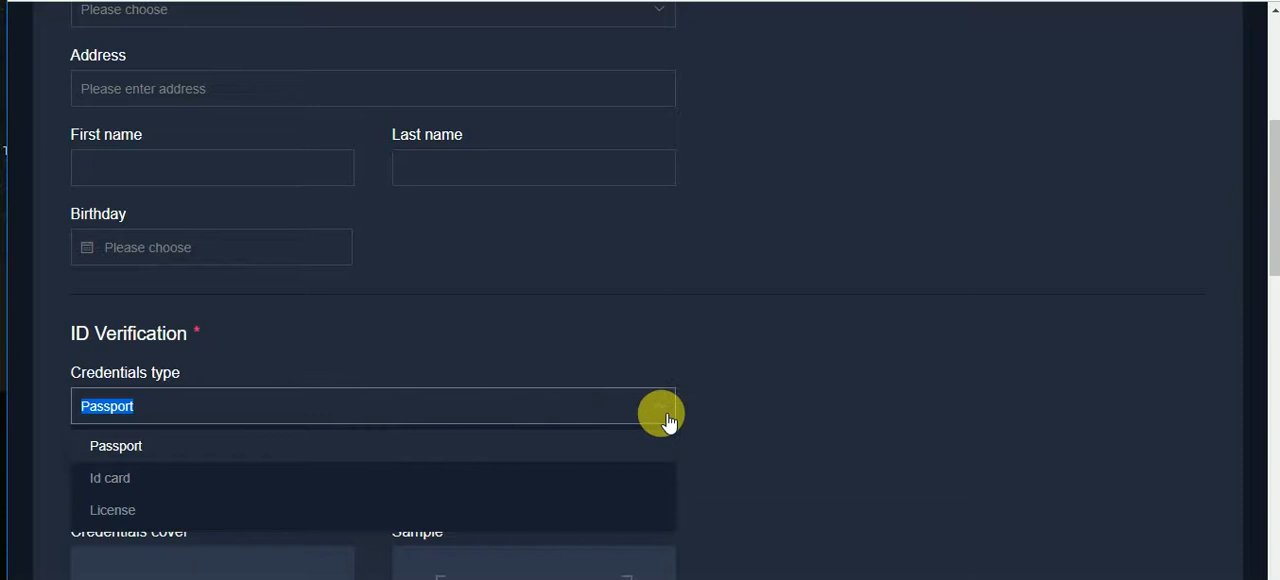 Please choose
Address
Please enter address
First name Last name
Birthday
Please choose
ID Verification *
Credentials type
Passport
Passport
Id card
License
Credentials cover Sample